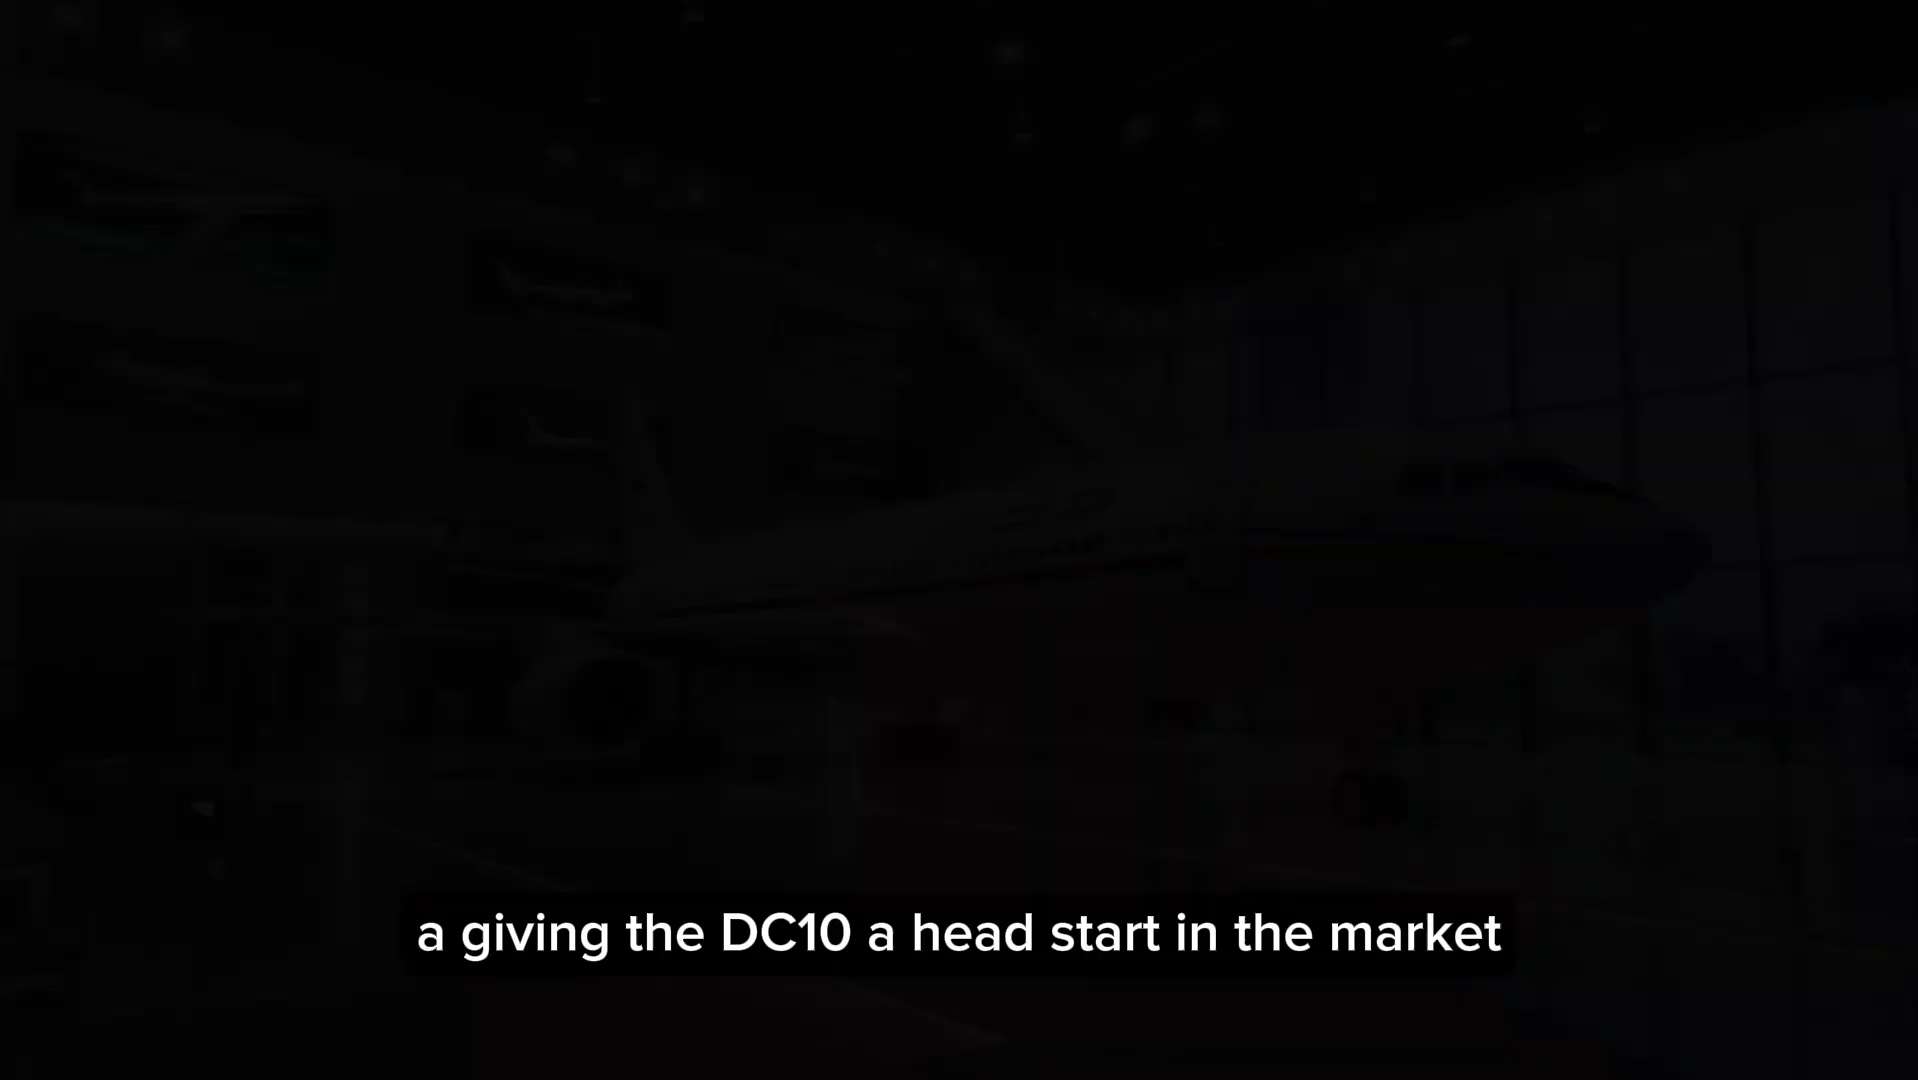 a giving the DC10 a head start in the market